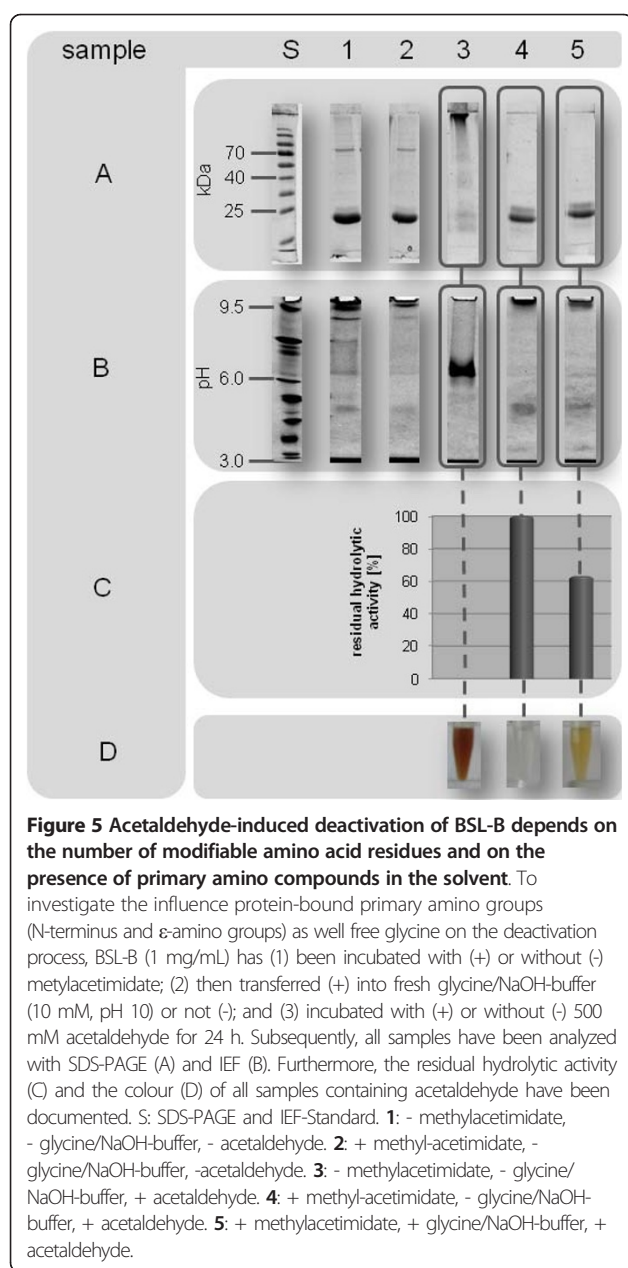 sample S 1 2 3 4 5
A
kDa
70
40
25
B
pH
9.5
6.0
3.0
C
residual hydrolytic
activity [%]
100
80
60
40
20
0
D
Figure 5 Acetaldehyde-induced deactivation of BSL-B depends on
the number of modifiable amino acid residues and on the
presence of primary amino compounds in the solvent. To
investigate the influence protein-bound primary amino groups
(N-terminus and ε-amino groups) as well free glycine on the deactivation
process, BSL-B (1 mg/mL) has (1) been incubated with (+) or without (-)
metylacetimidate; (2) then transferred (+) into fresh glycine/NaOH-buffer
(10 mM, pH 10) or not (-); and (3) incubated with (+) or without (-) 500
mM acetaldehyde for 24 h. Subsequently, all samples have been analyzed
with SDS-PAGE (A) and IEF (B). Furthermore, the residual hydrolytic activity
(C) and the colour (D) of all samples containing acetaldehyde have been
documented. S: SDS-PAGE and IEF-Standard. 1: - methylacetimidate,
- glycine/NaOH-buffer, - acetaldehyde. 2: + methyl-acetimidate, -
glycine/NaOH-buffer, -acetaldehyde. 3: - methylacetimidate, - glycine/
NaOH-buffer, + acetaldehyde. 4: + methyl-acetimidate, - glycine/NaOH-
buffer, + acetaldehyde. 5: + methylacetimidate, + glycine/NaOH-buffer, +
acetaldehyde.